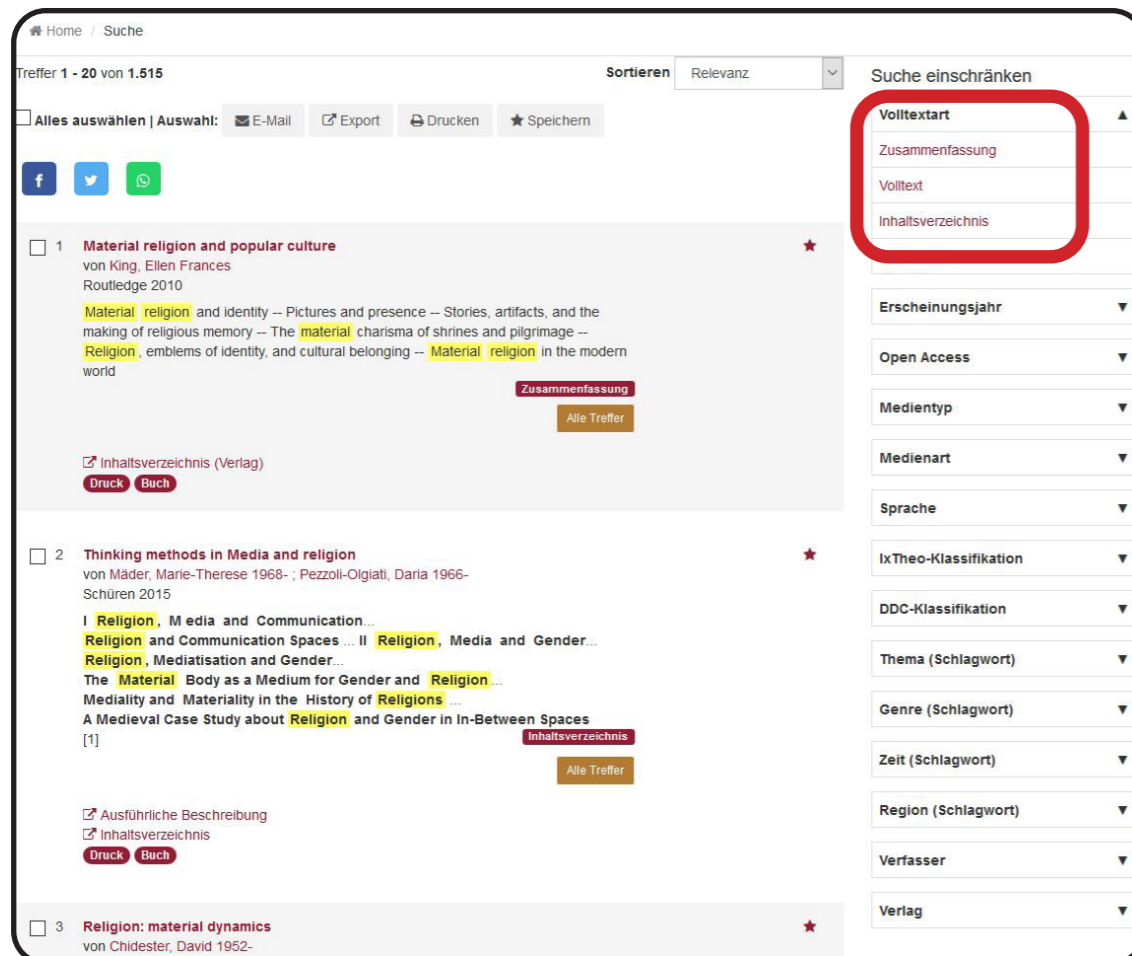 Home / Suche
Treffer 1 - 20 von 1.515
Sortieren Relevanz
Alles auswählen | Auswahl: E-Mail Export Drucken Speichern
1 Material religion and popular culture
von King, Ellen Frances
Routledge 2010
Material religion and identity -- Pictures and presence -- Stories, artifacts, and the
making of religious memory -- The material charisma of shrines and pilgrimage --
Religion, emblems of identity, and cultural belonging -- Material religion in the modern
world
Zusammenfassung
Alle Treffer
Inhaltsverzeichnis (Verlag)
Druck Buch
2 Thinking methods in Media and religion
von Mäder, Marie-Therese 1968- ; Pezzoli-Olgiati, Daria 1966-
Schüren 2015
I Religion, M edia and Communication...
Religion and Communication Spaces ... II Religion, Media and Gender...
Religion, Mediatisation and Gender...
The Material Body as a Medium for Gender and Religion...
Mediality and Materiality in the History of Religions ...
A Medieval Case Study about Religion and Gender in In-Between Spaces
[1]
Inhaltsverzeichnis
Alle Treffer
Ausführliche Beschreibung
Inhaltsverzeichnis
Druck Buch
3 Religion: material dynamics
von Chidester, David 1952-
Suche einschränken
Volltextart
Zusammenfassung
Volltext
Inhaltsverzeichnis
Erscheinungsjahr
Open Access
Medientyp
Medienart
Sprache
IxTheo-Klassifikation
DDC-Klassifikation
Thema (Schlagwort)
Genre (Schlagwort)
Zeit (Schlagwort)
Region (Schlagwort)
Verfasser
Verlag